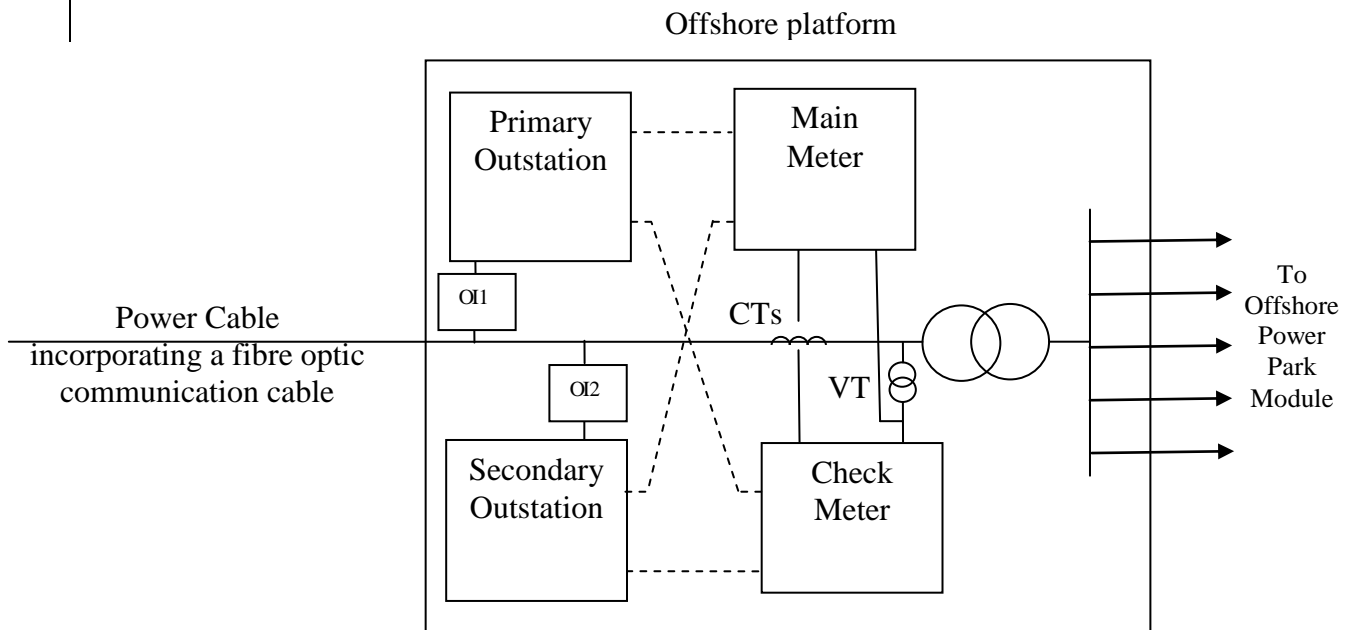 Offshore platform
Primary
Outstation
Main
Meter
OI1
Power Cable
incorporating a fibre optic
communication cable
CTs
To
Offshore
Power
Park
Module
OI2
VT
Secondary
Outstation
Check
Meter